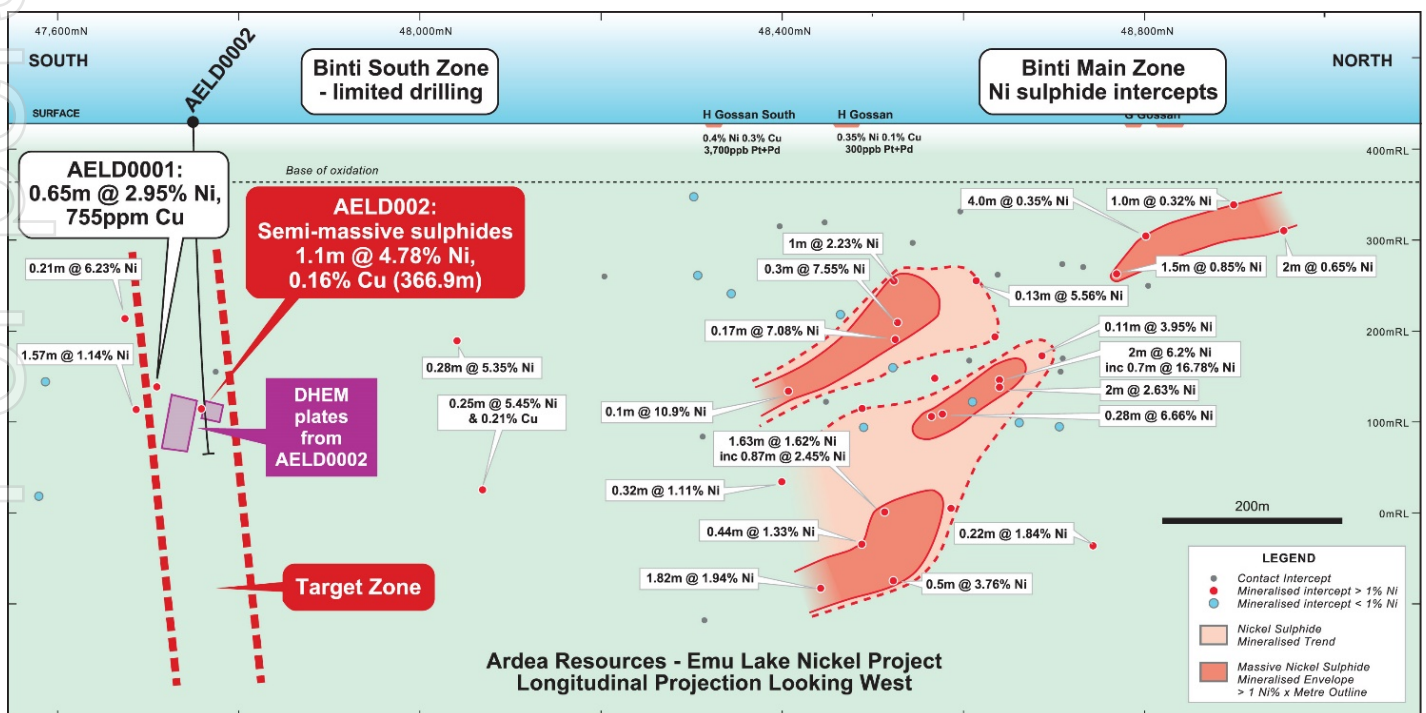 47,600mN
48,000mN
48,400mN
48,800mN
SOUTH
NORTH
AELD0002
Binti South Zone
- limited drilling
Binti Main Zone
Ni sulphide intercepts
SURFACE
H Gossan South
H Gossan
G Gossan
0.4% Ni 0.3% Cu
3,700ppb Pt+Pd
0.35% Ni 0.1% Cu
300ppb Pt+Pd
400mRL
Base of oxidation
AELD0001:
0.65m @ 2.95% Ni,
755ppm Cu
AELD002:
Semi-massive sulphides
1.1m @ 4.78% Ni,
0.16% Cu (366.9m)
4.0m @ 0.35% Ni
1.0m @ 0.32% Ni
1m @ 2.23% Ni
300mRL
0.21m @ 6.23% Ni
0.3m @ 7.55% Ni
1.5m @ 0.85% Ni
2m @ 0.65% Ni
0.13m @ 5.56% Ni
0.17m @ 7.08% Ni
0.11m @ 3.95% Ni
200mRL
1.57m @ 1.14% Ni
0.28m @ 5.35% Ni
2m @ 6.2% Ni
inc 0.7m @ 16.78% Ni
2m @ 2.63% Ni
DHEM
plates
from
AELD0002
0.25m @ 5.45% Ni
& 0.21% Cu
0.1m @ 10.9% Ni
0.28m @ 6.66% Ni
100mRL
1.63m @ 1.62% Ni
inc 0.87m @ 2.45% Ni
0.32m @ 1.11% Ni
200m
0mRL
0.44m @ 1.33% Ni
0.22m @ 1.84% Ni
1.82m @ 1.94% Ni
0.5m @ 3.76% Ni
Target Zone
LEGEND
Contact Intercept
Mineralised intercept > 1% Ni
Mineralised intercept < 1% Ni
Nickel Sulphide
Mineralised Trend
Massive Nickel Sulphide
Mineralised Envelope
> 1 Ni% x Metre Outline
Ardea Resources - Emu Lake Nickel Project
Longitudinal Projection Looking West